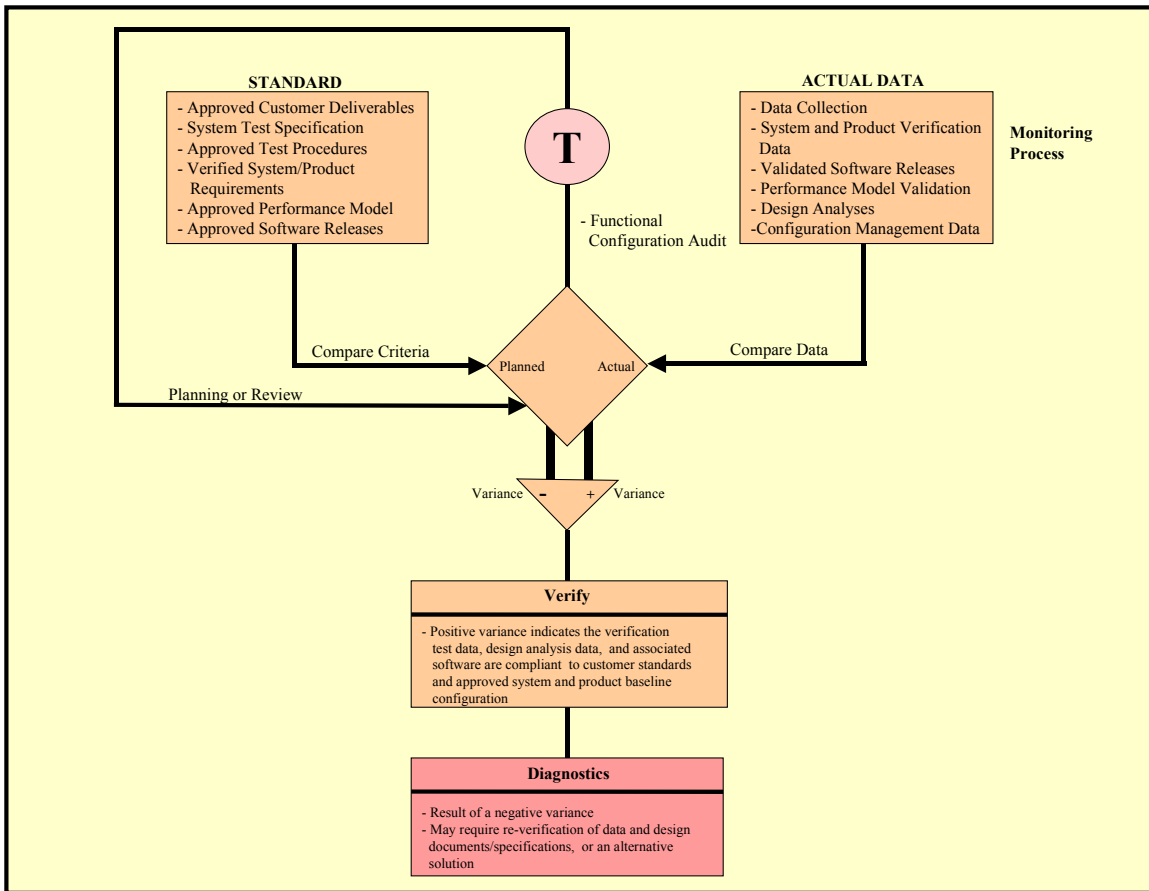 STANDARD
- Approved Customer Deliverables
- System Test Specification
- Approved Test Procedures
- Verified System/Product
Requirements
- Approved Performance Model
- Approved Software Releases
T
ACTUAL DATA
- Data Collection
- System and Product Verification
Data
- Validated Software Releases
- Performance Model Validation
- Design Analyses
-Configuration Management Data
Monitoring
Process
- Functional
Configuration Audit
Compare Criteria
Planned
Actual
Compare Data
Planning or Review
Variance
-
+
Variance
Verify
- Positive variance indicates the verification
test data, design analysis data, and associated
software are compliant to customer standards
and approved system and product baseline
configuration
Diagnostics
- Result of a negative variance
- May require re-verification of data and design
documents/specifications, or an alternative
solution